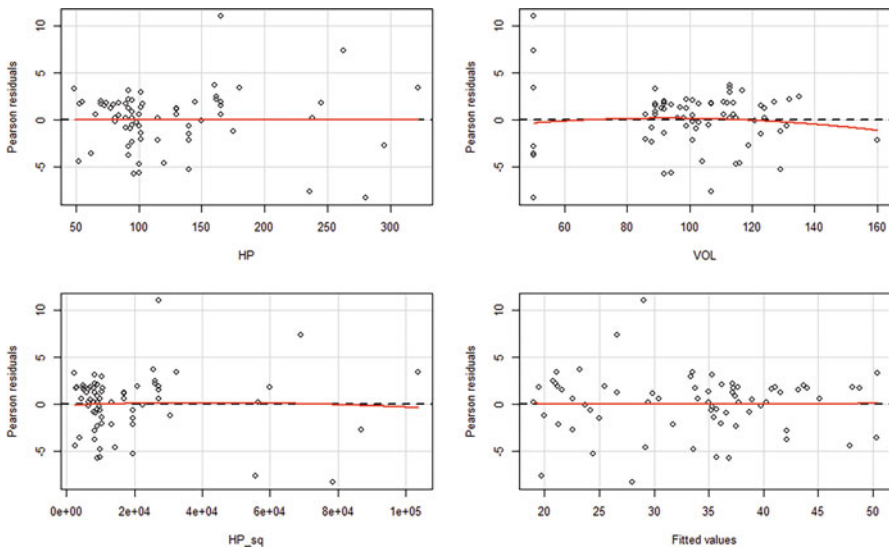 Pearson residuals
10
5
0
-5
50 100 150 200 250 300
HP
Pearson residuals
10
5
0
-5
60 80 100 120 140 160
VOL
Pearson residuals
10
5
0
-5
0e+00 2e+04 4e+04 6e+04 8e+04 1e+05
HP_sq
Pearson residuals
10
5
0
-5
20 25 30 35 40 45 50
Fitted values